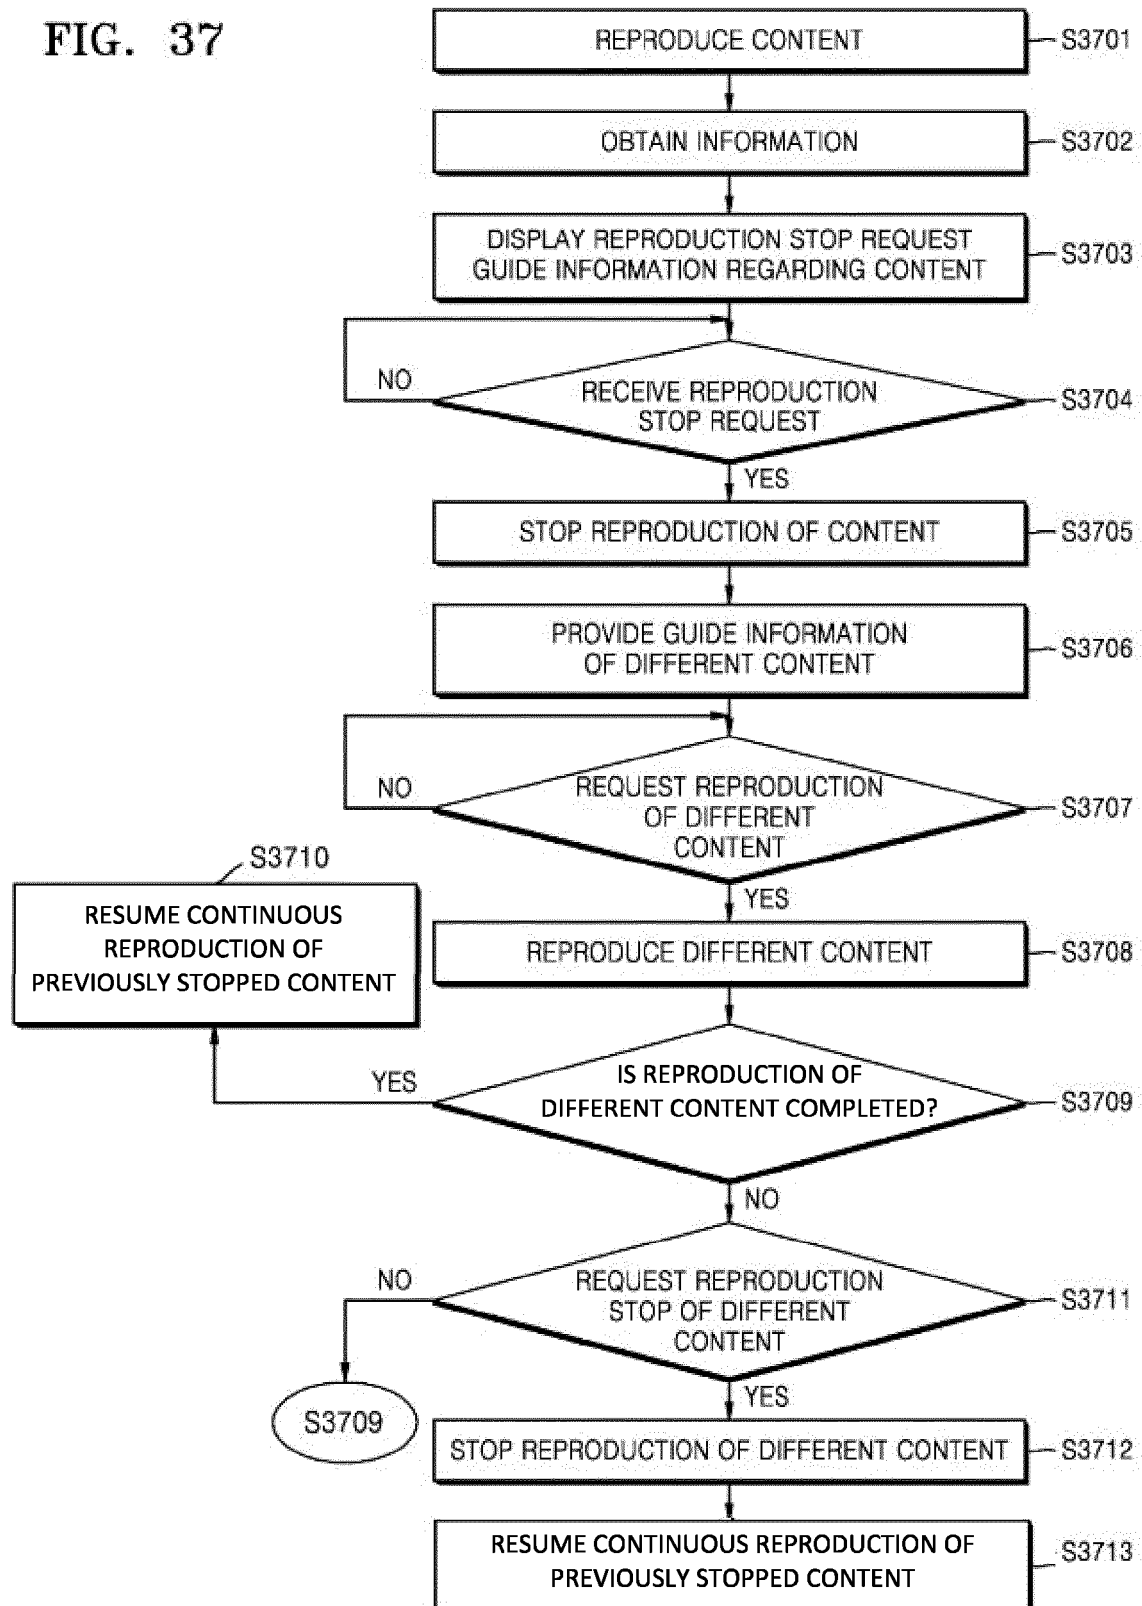 FIG. 37
REPRODUCE CONTENT
S3701
OBTAIN INFORMATION
S3702
DISPLAY REPRODUCTION STOP REQUEST
GUIDE INFORMATION REGARDING CONTENT
S3703
NO
RECEIVE REPRODUCTION
STOP REQUEST
S3704
YES
STOP REPRODUCTION OF CONTENT
S3705
PROVIDE GUIDE INFORMATION
OF DIFFERENT CONTENT
S3706
NO
REQUEST REPRODUCTION
OF DIFFERENT
CONTENT
S3707
YES
S3710
RESUME CONTINUOUS
REPRODUCTION OF
PREVIOUSLY STOPPED CONTENT
REPRODUCE DIFFERENT CONTENT
S3708
YES
IS REPRODUCTION OF
DIFFERENT CONTENT COMPLETED?
S3709
NO
NO
REQUEST REPRODUCTION
STOP OF DIFFERENT
CONTENT
S3711
YES
S3709
STOP REPRODUCTION OF DIFFERENT CONTENT
S3712
RESUME CONTINUOUS REPRODUCTION OF
PREVIOUSLY STOPPED CONTENT
S3713